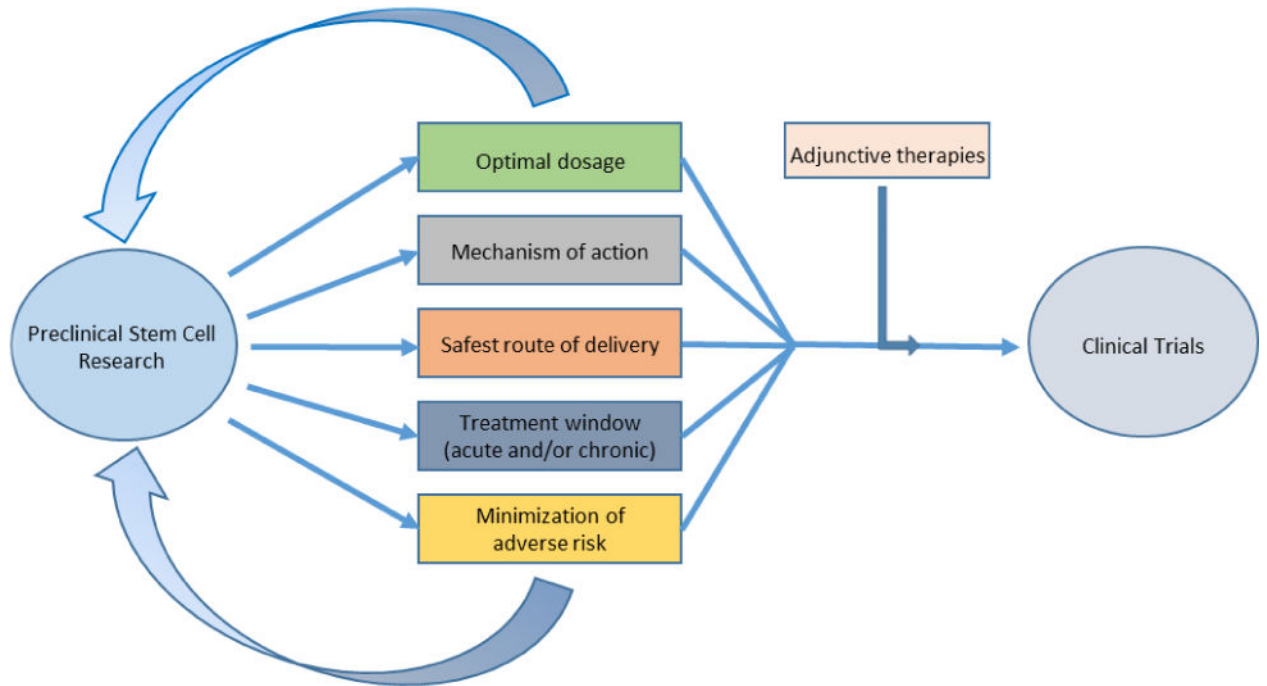 Optimal dosage
Adjunctive therapies
Mechanism of action
Preclinical Stem Cell
Research
Safest route of delivery
Clinical Trials
Treatment window
(acute and/or chronic)
Minimization of
adverse risk